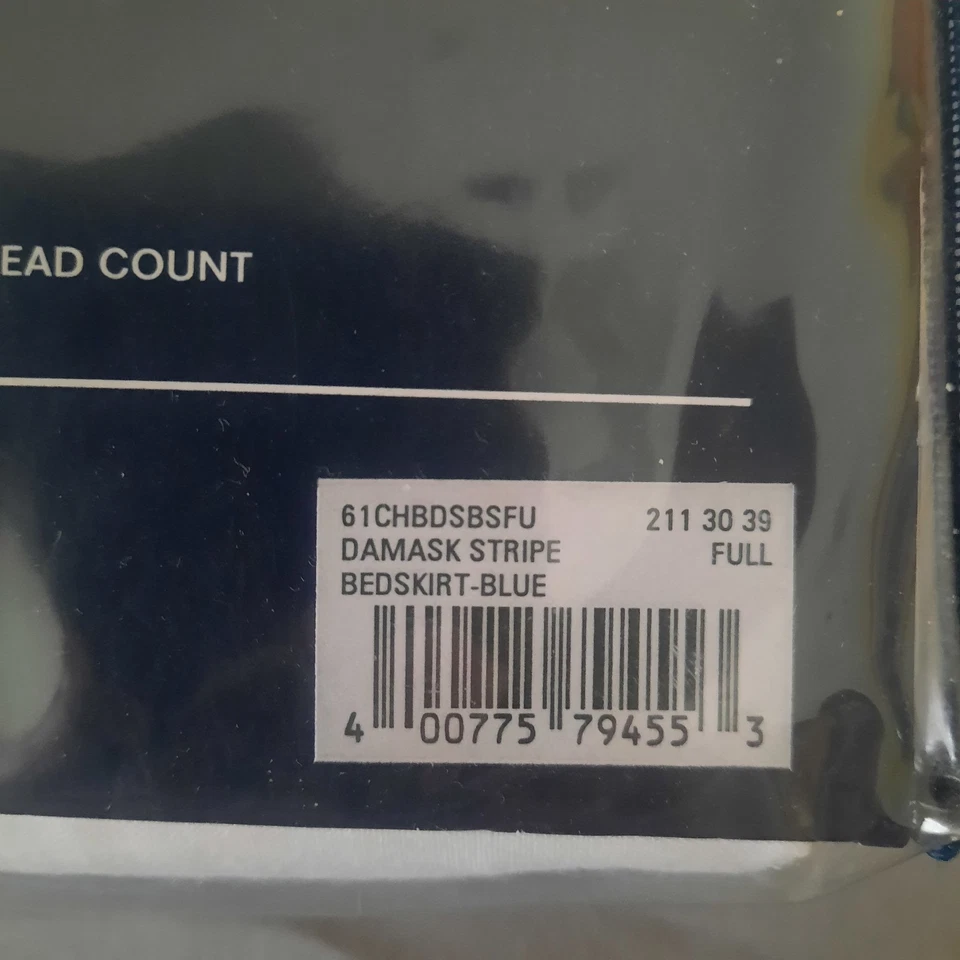 EAD COUNT
61CHBDSBSFU 211 30 39
DAMASK STRIPE FULL
BEDSKIRT-BLUE
4 00775 79455 3